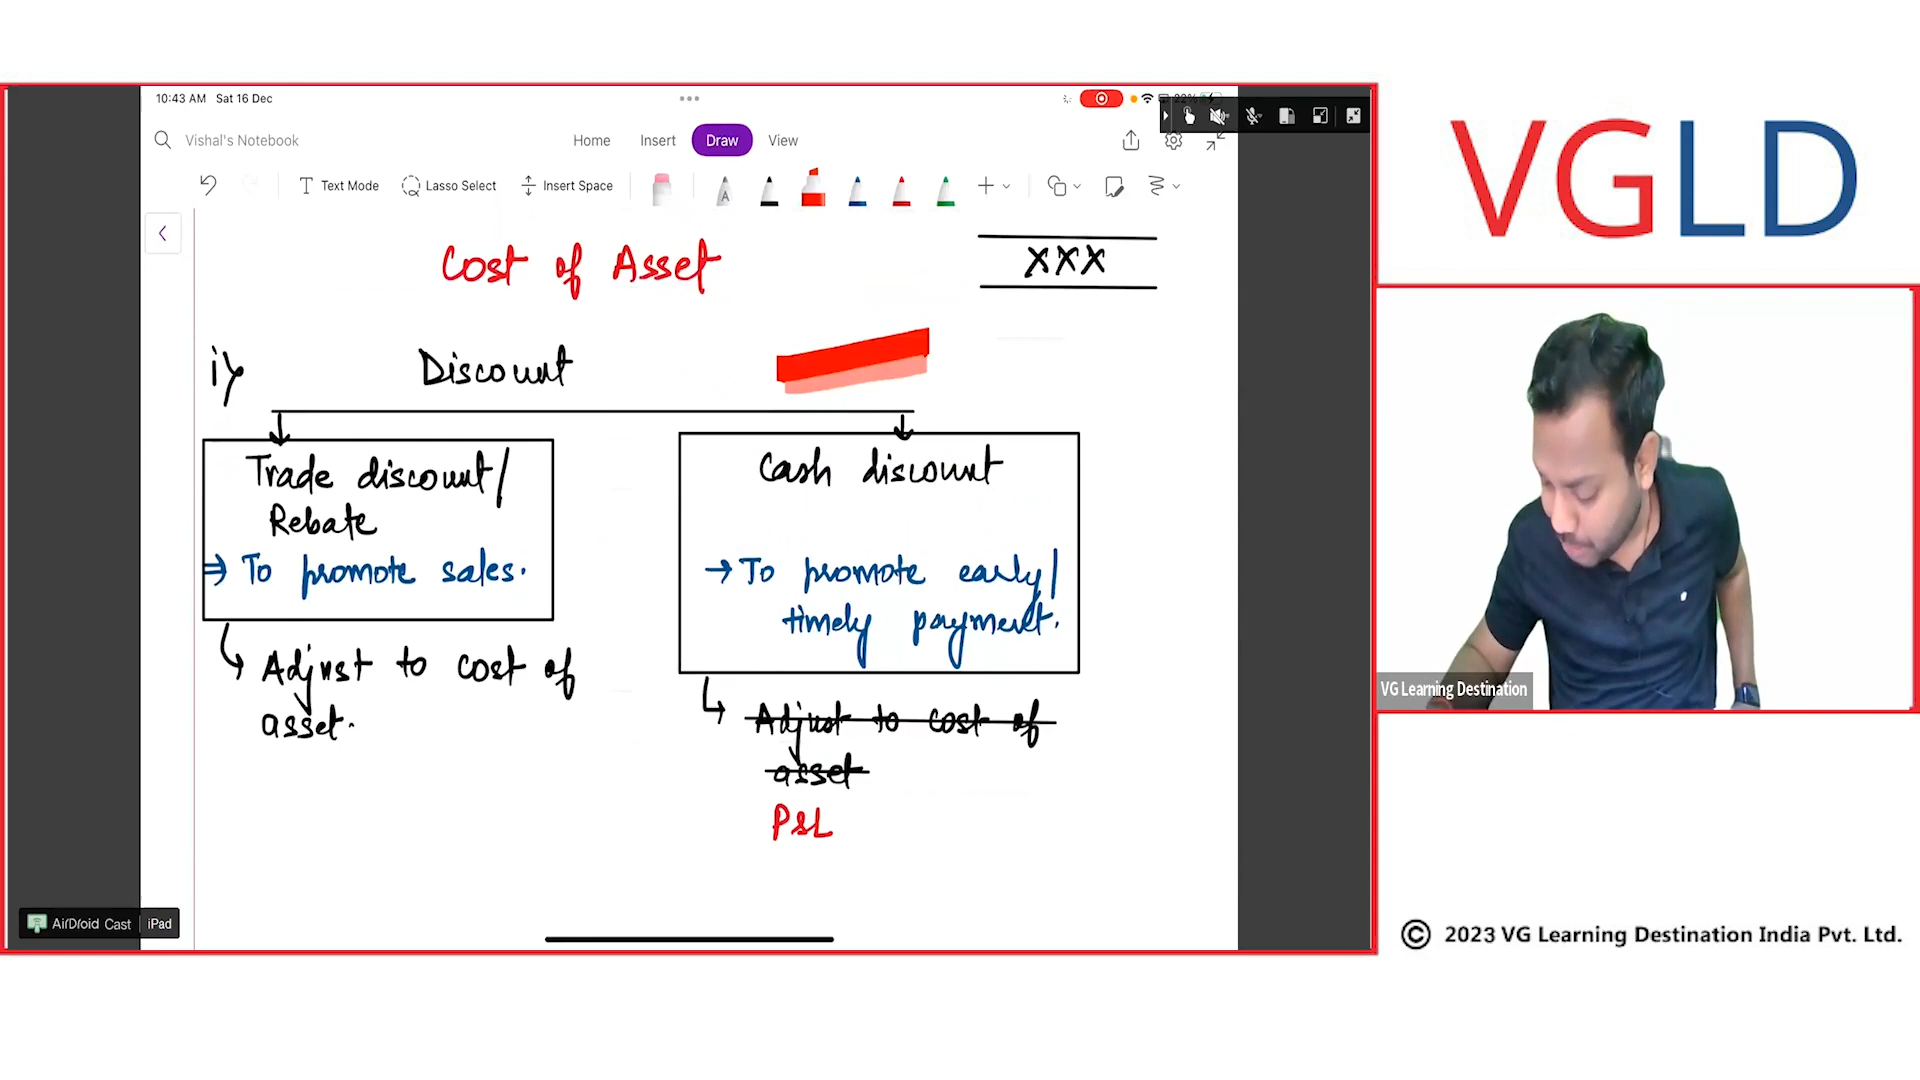 10:43 AM Sat 16 Dec
22%
Vishal's Notebook
Home Insert Draw View
Text Mode Lasso Select Insert Space
A
Cost of Asset XXX
i) Discount
Trade discount/
Rebate
⇒ To promote sales.
Adjust to cost of
asset.
Cash discount
→ To promote early/
timely payment.
Adjust to cost of
asset
P&L
AirDroid Cast iPad
VGLD
VG Learning Destination
© 2023 VG Learning Destination India Pvt. Ltd.